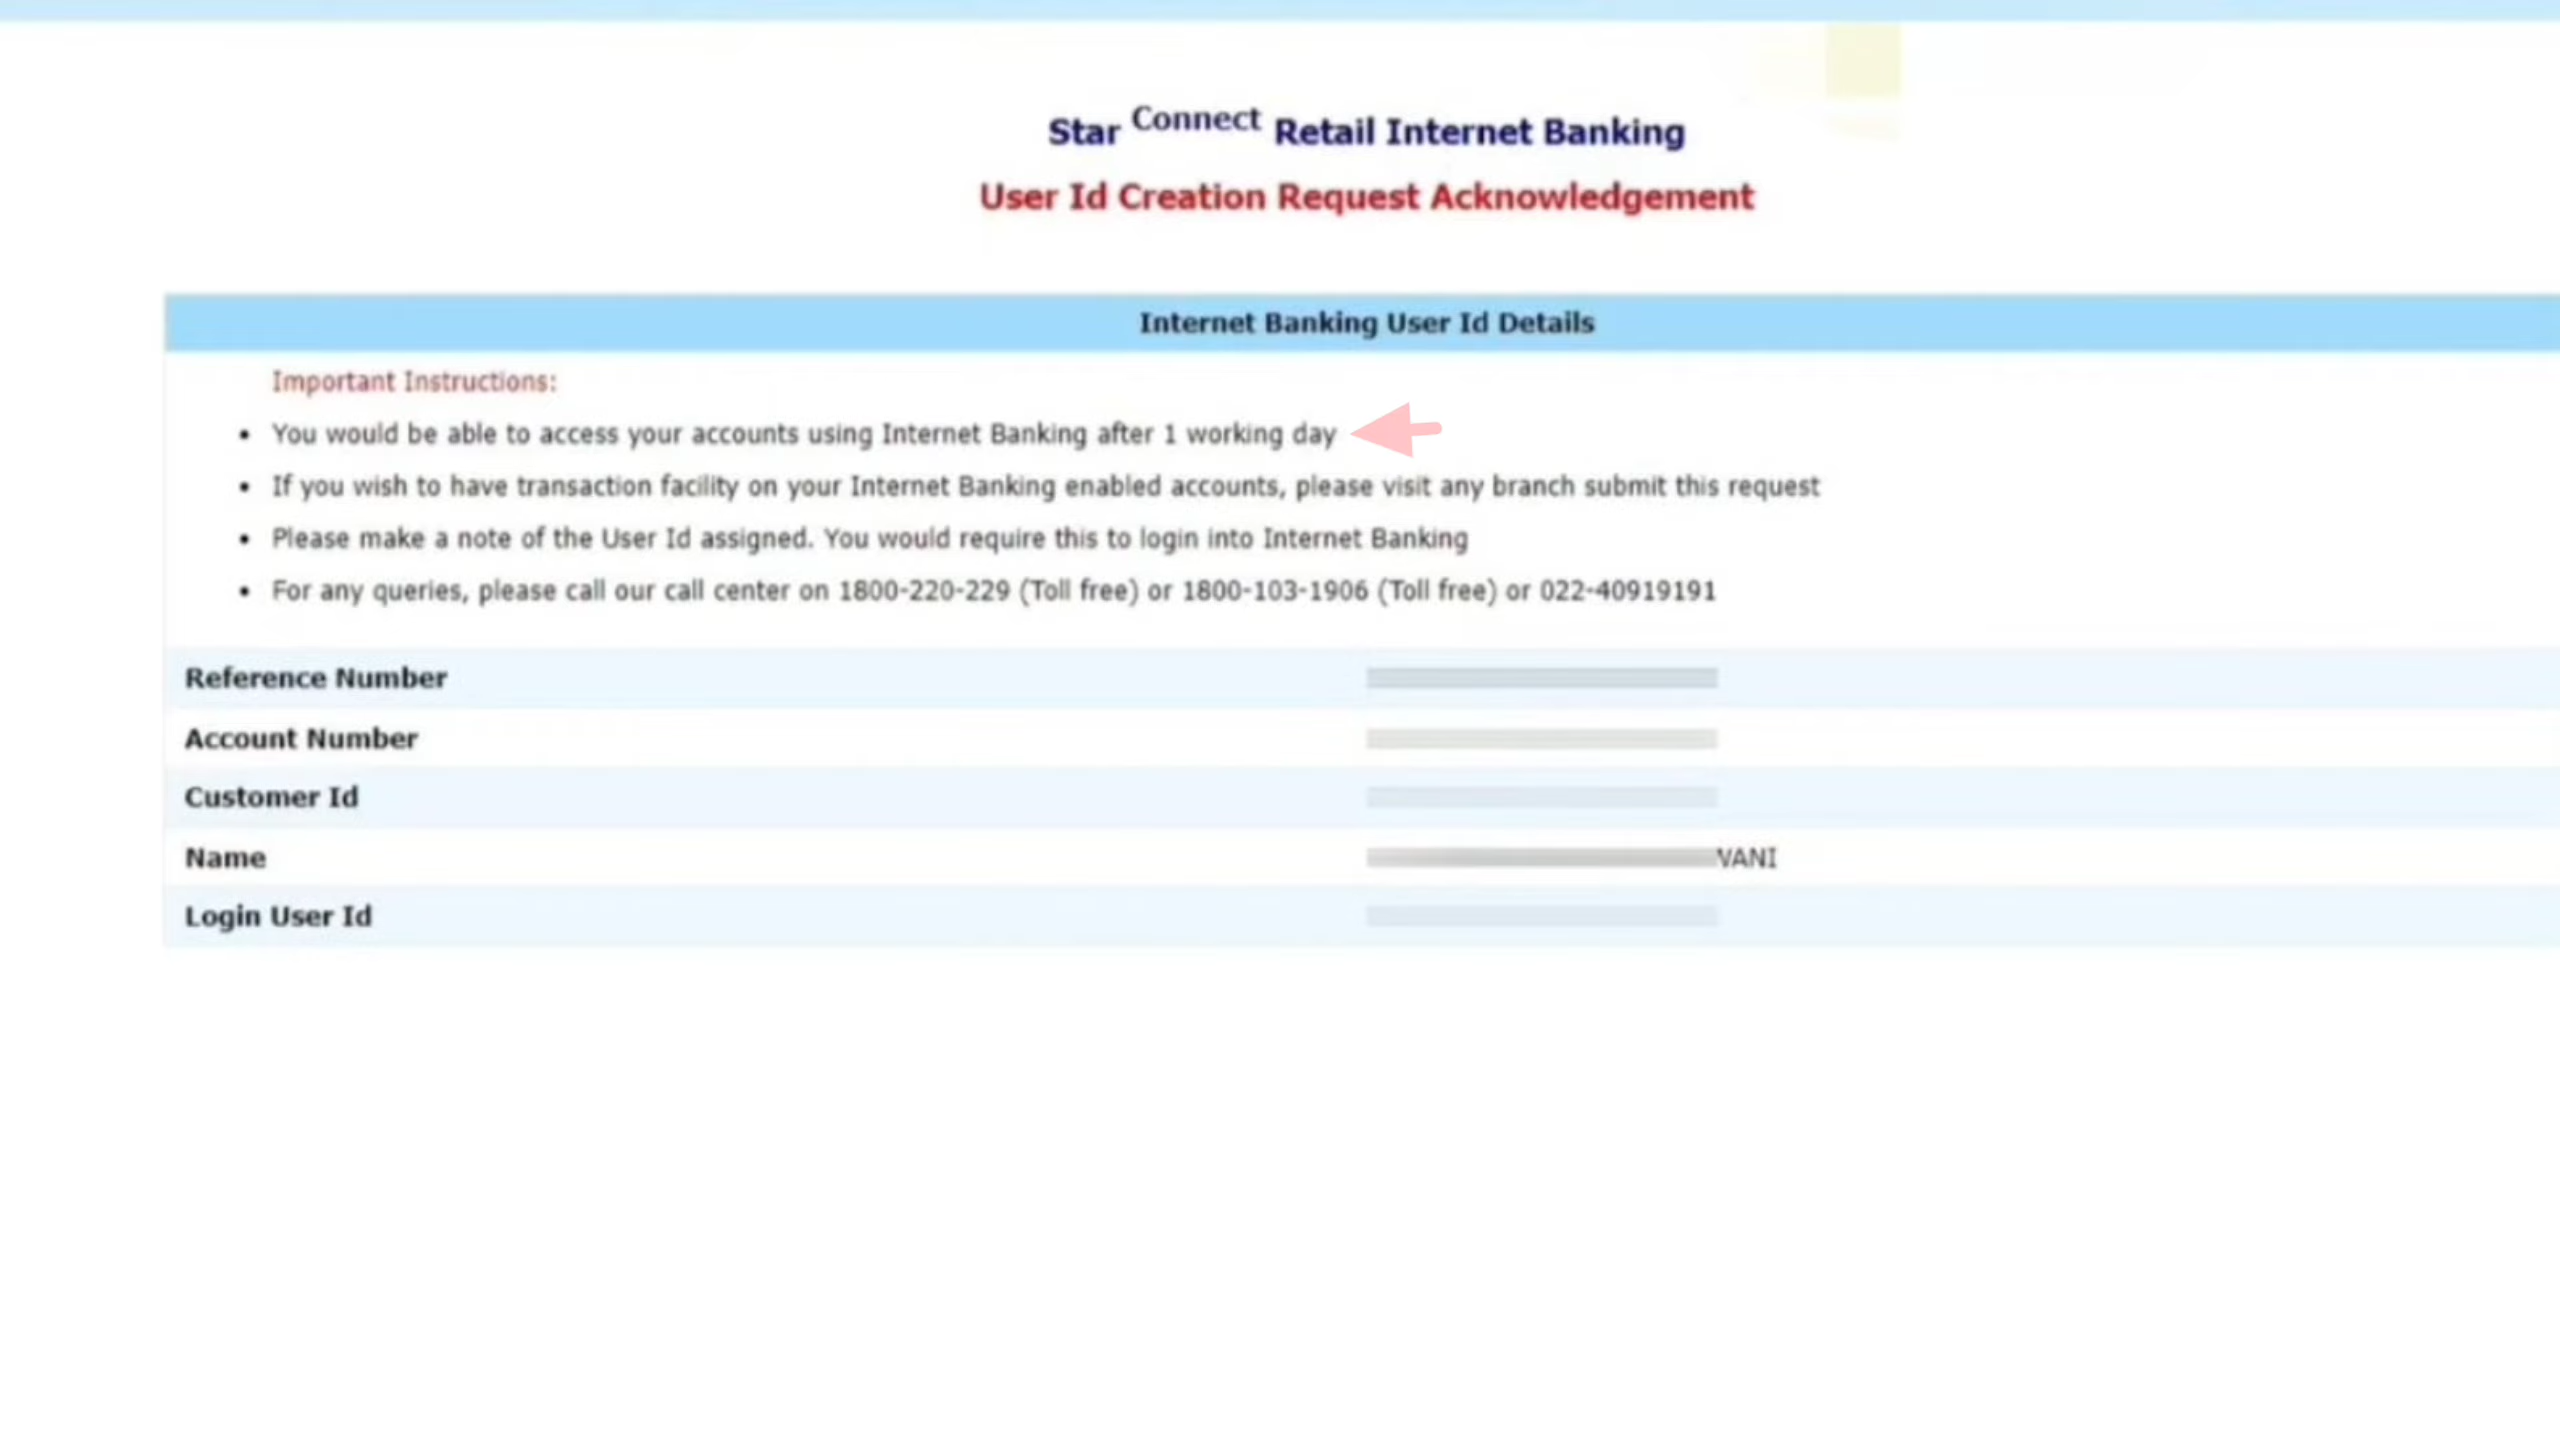 Star Connect Retail Internet Banking
User Id Creation Request Acknowledgement
Internet Banking User Id Details
Important Instructions:
• You would be able to access your accounts using Internet Banking after 1 working day
• If you wish to have transaction facility on your Internet Banking enabled accounts, please visit any branch submit this request
• Please make a note of the User Id assigned. You would require this to login into Internet Banking
• For any queries, please call our call center on 1800-220-229 (Toll free) or 1800-103-1906 (Toll free) or 022-40919191
Reference Number
Account Number
Customer Id
Name VANI
Login User Id